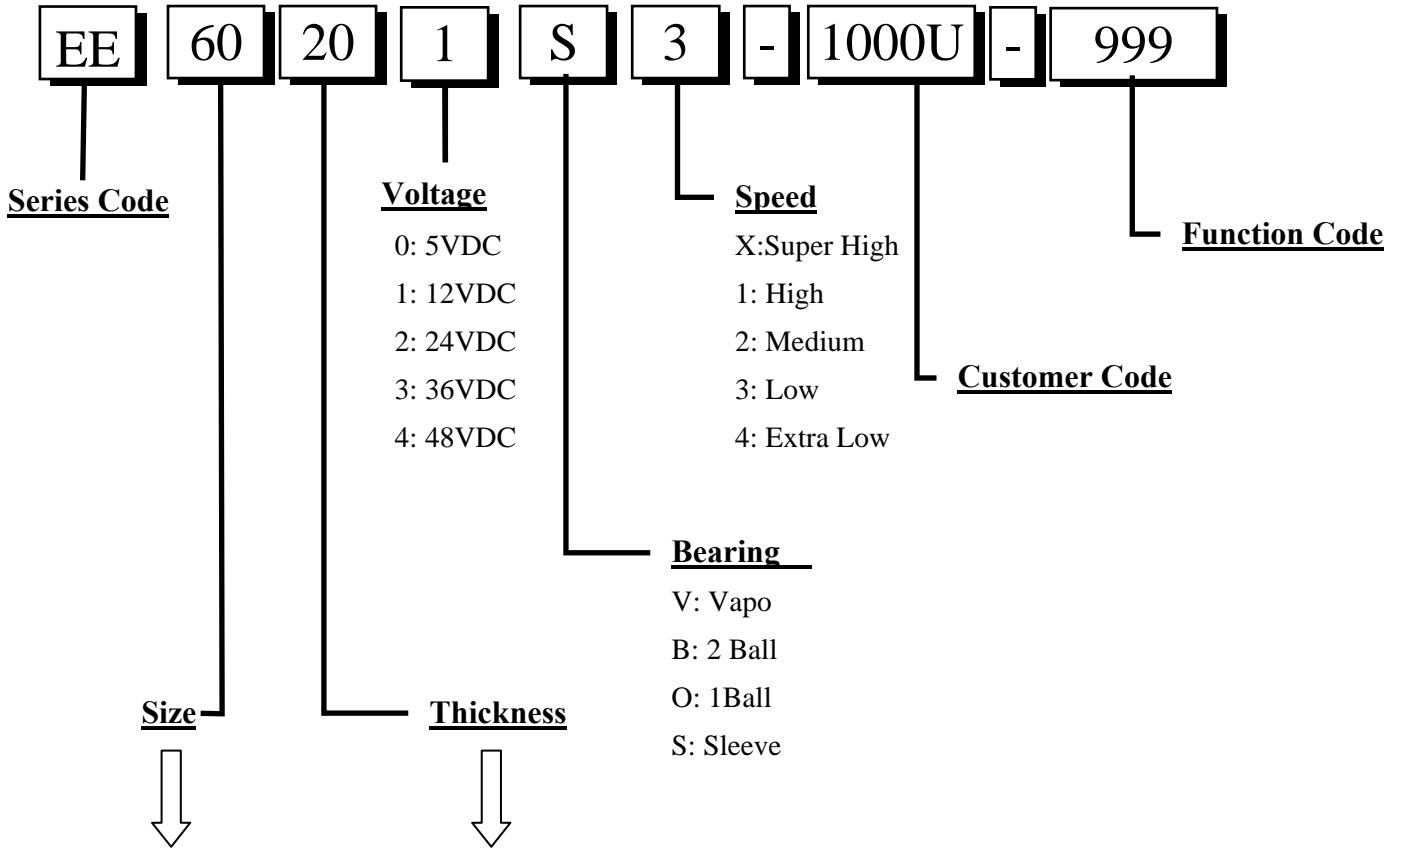 EE 60 20 1 S 3 - 1000U - 999
Series Code
Voltage
0: 5VDC
1: 12VDC
2: 24VDC
3: 36VDC
4: 48VDC
Speed
X:Super High
1: High
2: Medium
3: Low
4: Extra Low
Function Code
Customer Code
Bearing
V: Vapo
B: 2 Ball
O: 1Ball
S: Sleeve
Size
Thickness